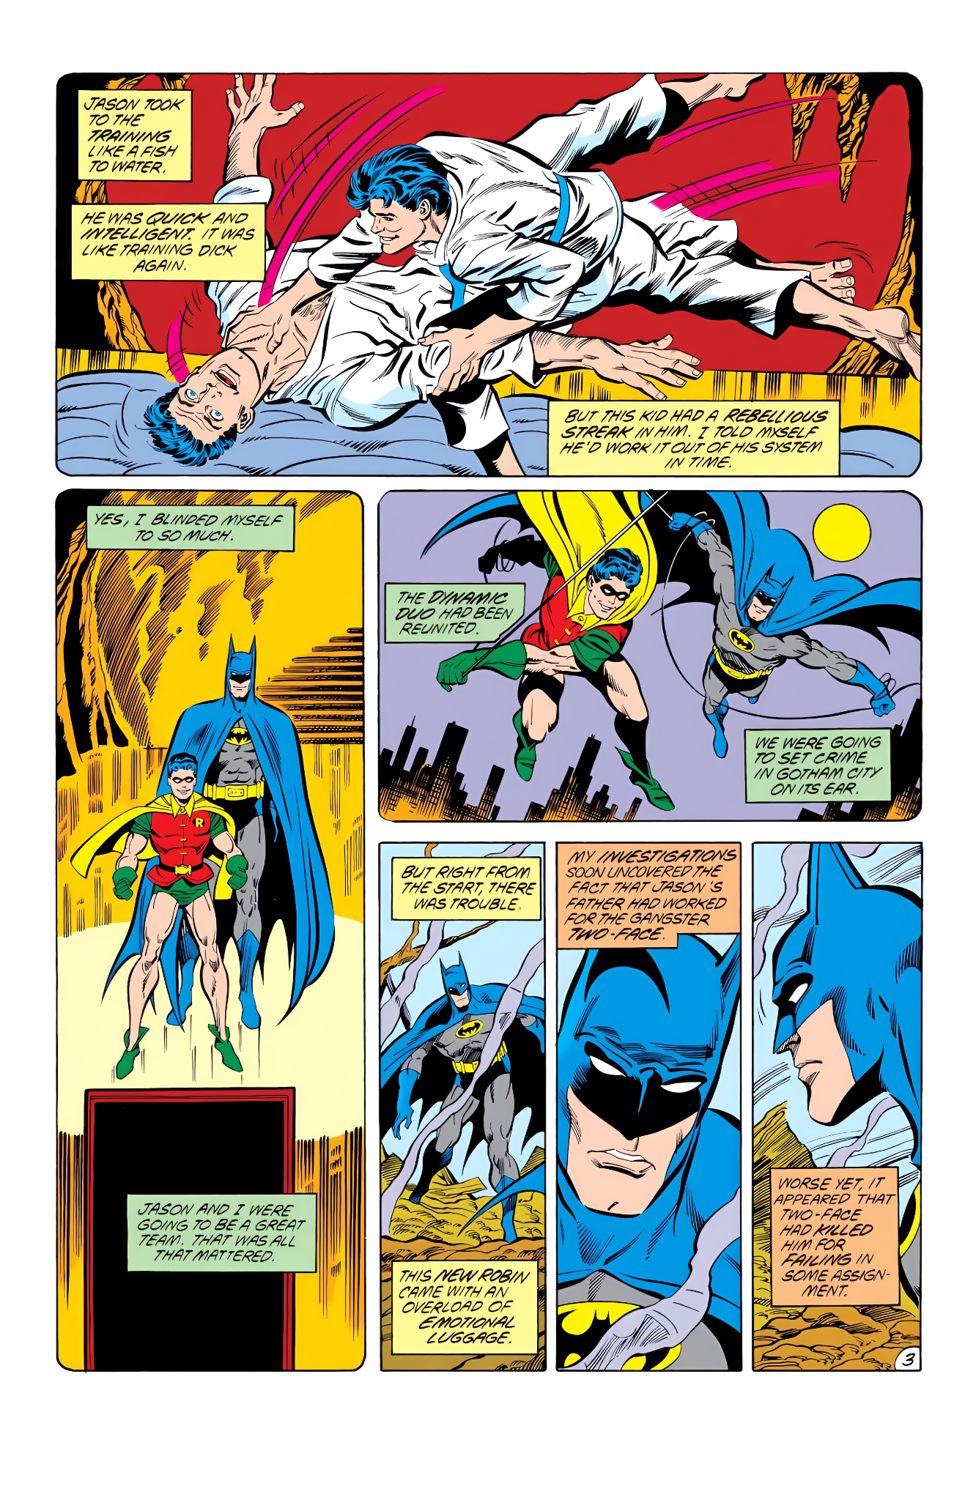 JASON TOOK
TO THE
TRAINING
LIKE A FISH
TO WATER.
HE WAS QUICK AND
INTELLIGENT. IT WAS
LIKE TRAINING DICK
AGAIN.
BUT THIS KID HAD A REBELLIOUS
STREAK IN HIM. I TOLD MYSELF
HE'D WORK IT OUT OF HIS SYSTEM
IN TIME.
YES, I BLINDED MYSELF
TO SO MUCH.
R
JASON AND I WERE
GOING TO BE A GREAT
TEAM. THAT WAS ALL
THAT MATTERED.
THE DYNAMIC
DUO HAD BEEN
REUNITED.
WE WERE GOING
TO SET CRIME
IN GOTHAM CITY
ON ITS EAR.
BUT RIGHT FROM
THE START, THERE
WAS TROUBLE.
THIS NEW ROBIN
CAME WITH AN
OVERLOAD OF
EMOTIONAL
LUGGAGE.
MY INVESTIGATIONS
SOON UNCOVERED THE
FACT THAT JASON'S
FATHER HAD WORKED
FOR THE GANGSTER
TWO-FACE.
WORSE YET, IT
APPEARED THAT
TWO-FACE
HAD KILLED
HIM FOR
FAILING IN
SOME ASSIGN-
MENT.
3